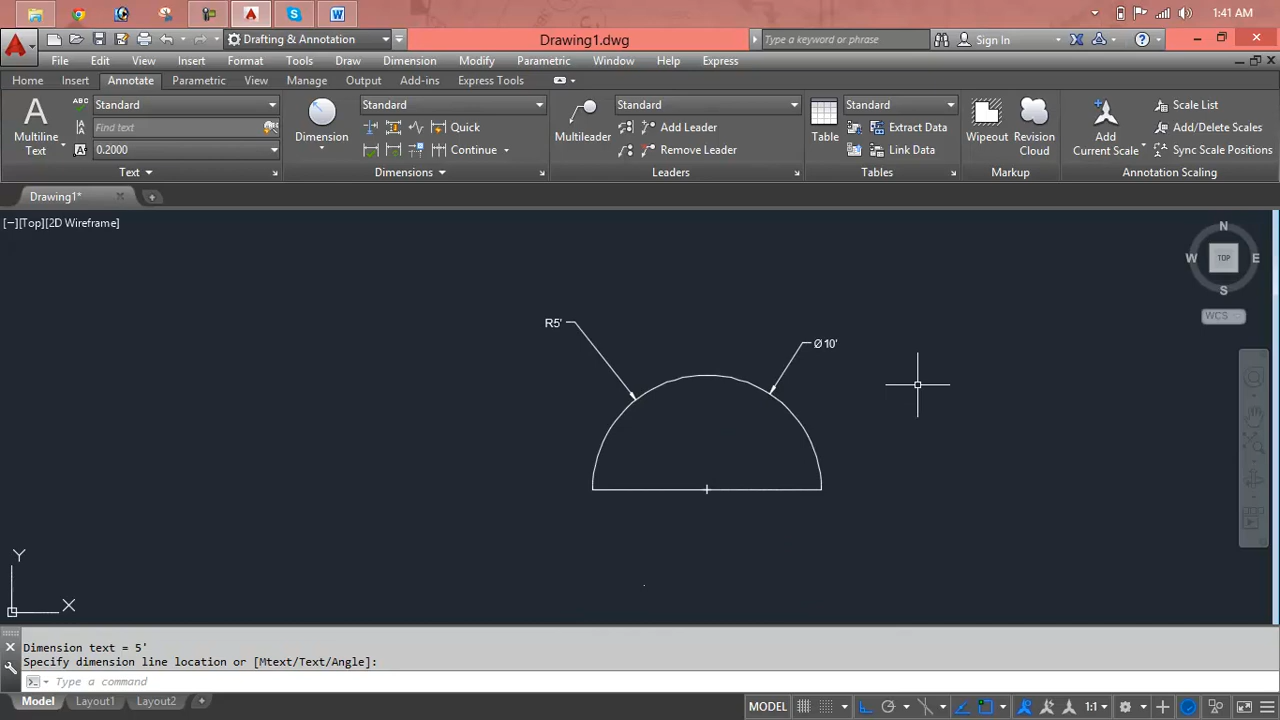 1:41 AM
Drafting & Annotation
Drawing1.dwg
Type a keyword or phrase
Sign In
File Edit View Insert Format Tools Draw Dimension Modify Parametric Window Help Express
Home Insert Annotate Parametric View Manage Output Add-ins Express Tools
Multiline Text
ABC
Standard
Find text
0.2000
Text
Dimension
Standard
Quick
Continue
Dimensions
Multileader
Standard
Add Leader
Remove Leader
Leaders
Table
Standard
Extract Data
Link Data
Tables
Wipeout
Revision Cloud
Markup
Add Current Scale
Scale List
Add/Delete Scales
Sync Scale Positions
Annotation Scaling
Drawing1*
[−][Top][2D Wireframe]
N
W TOP E
S
WCS
R5'
Ø10'
Y
X
Dimension text = 5'
Specify dimension line location or [Mtext/Text/Angle]:
Type a command
Model Layout1 Layout2
MODEL
1:1